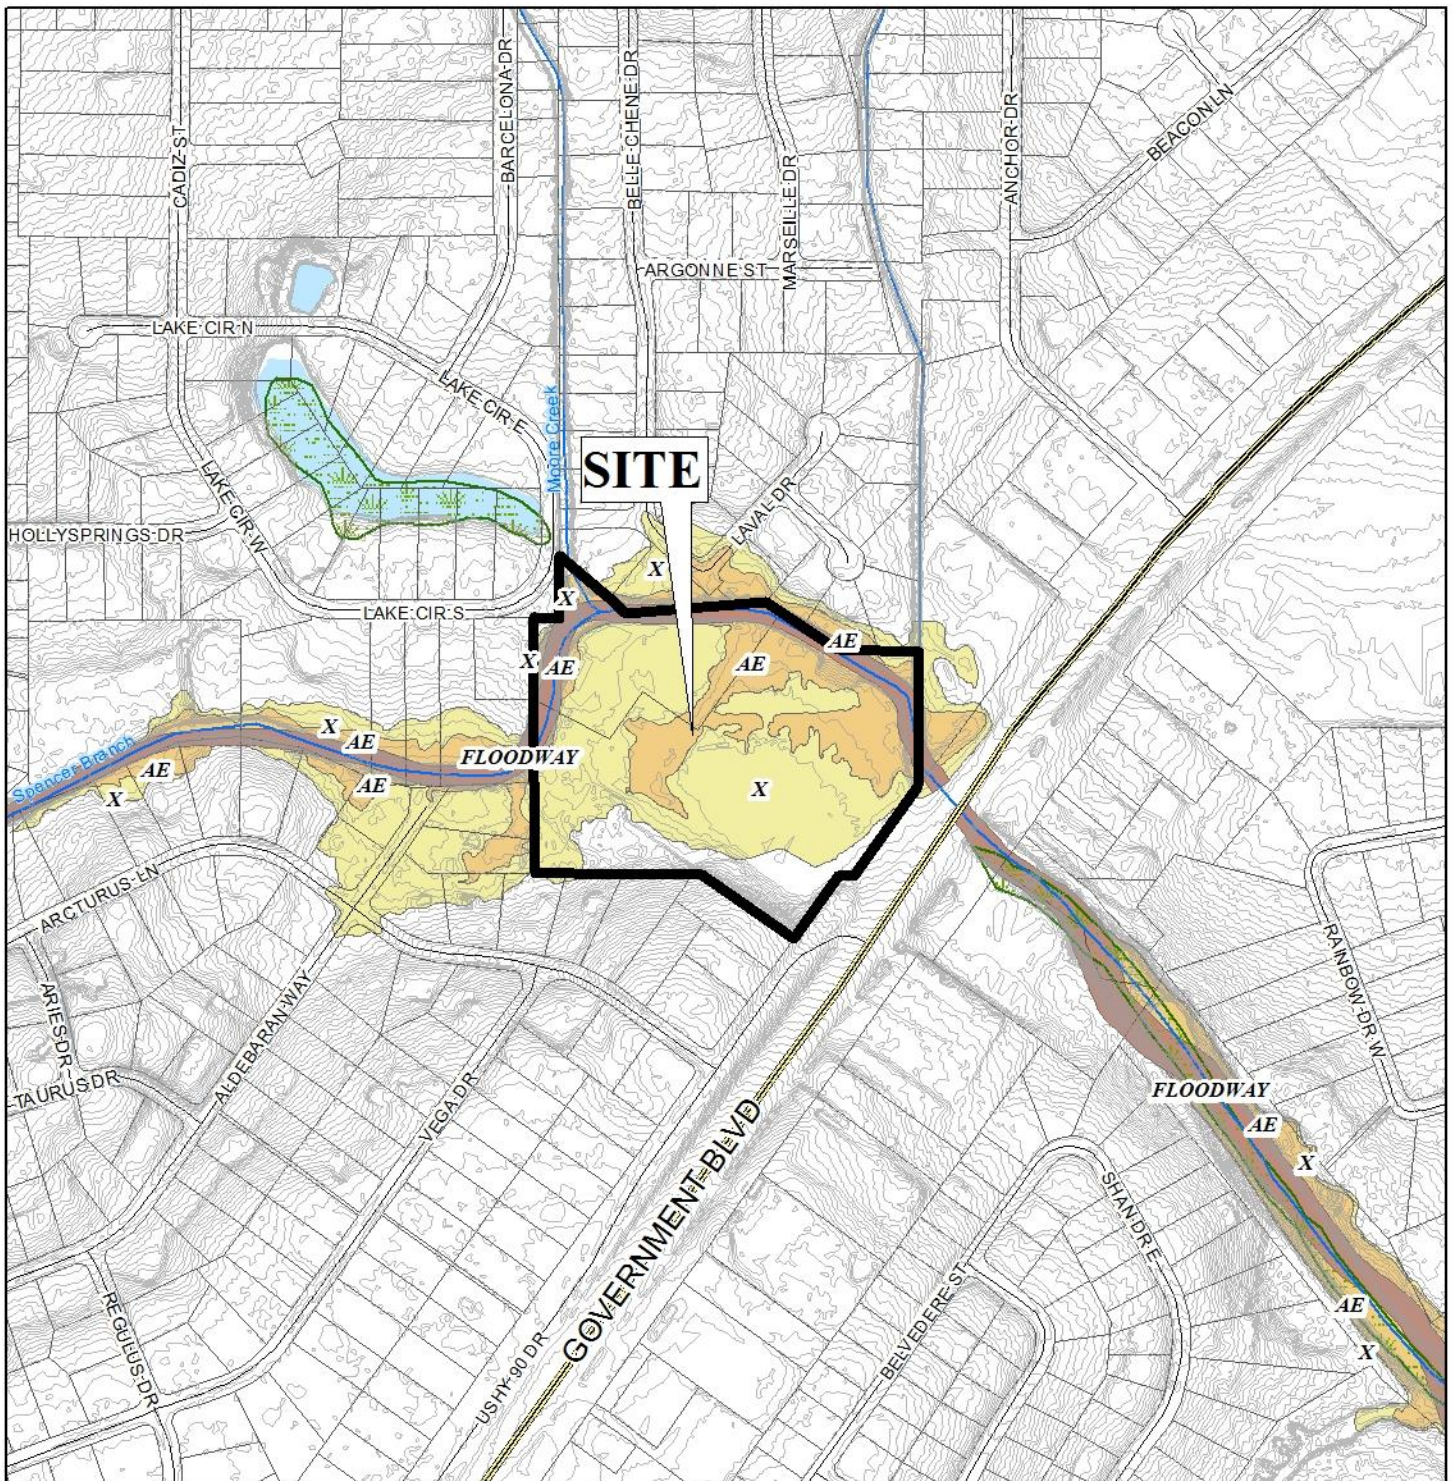 CADIZ ST
BARCELONA DR
BELLE CHENE DR
MARSEILLE DR
ANCHOR DR
BEACON LN
ARGONNE ST
LAKE CIR N
LAKE CIR E
Moore Creek
SITE
LAVAL DR
LAKE CIR W
HOLLYSPRINGS DR
X
X
LAKE CIR S
AE
X
AE
AE
X
AE
FLOODWAY
Spencer Branch
AE
AE
X
X
ARCTURUS LN
ARIES DR
ALDEBARAN WAY
TAURUS DR
VEGA DR
RAINBOW DR W
FLOODWAY
AE
X
GOVERNMENT BLVD
SHAN DR E
REGULUS DR
USHY 90 DR
BELVEDERE ST
AE
X